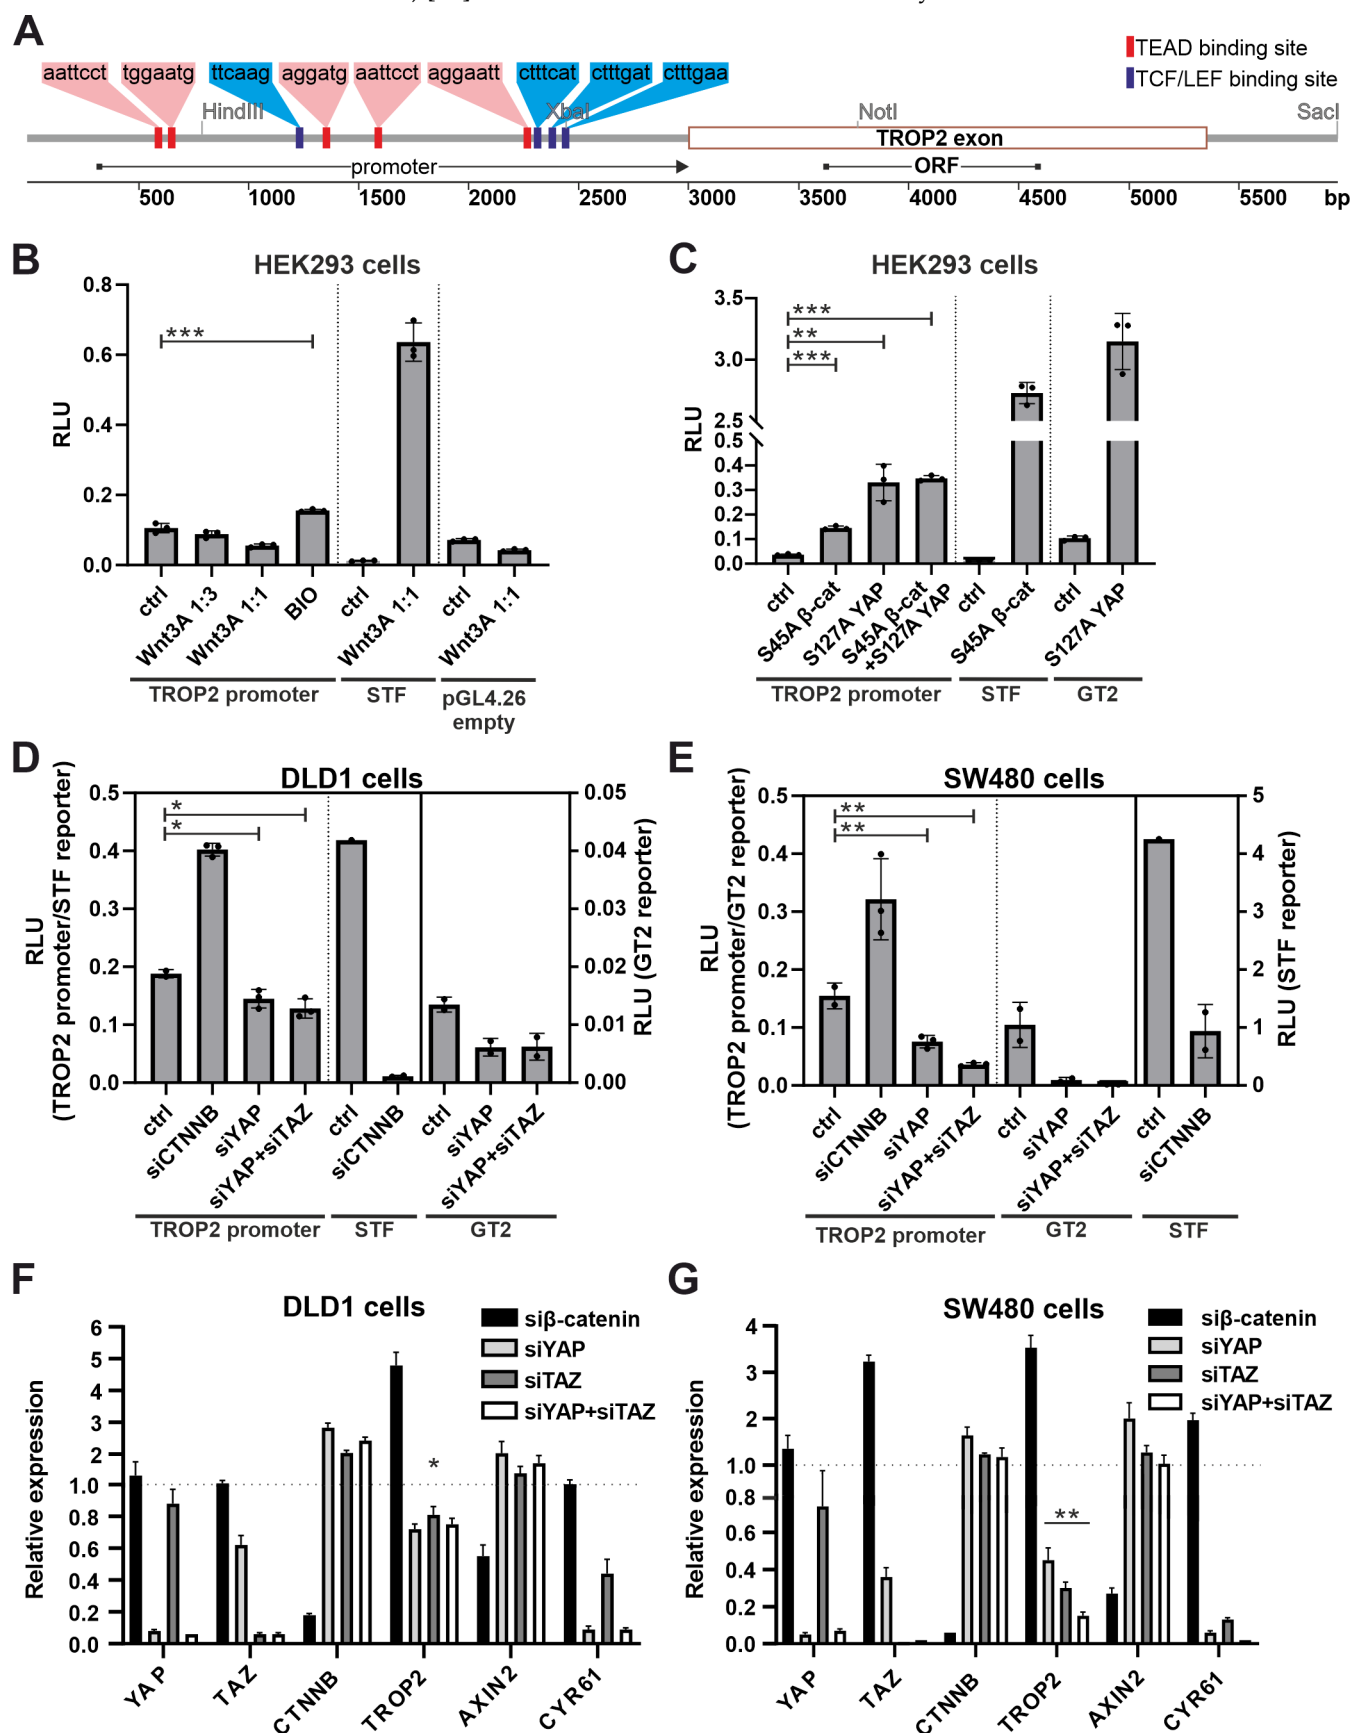 A
TEAD binding site
TCF/LEF binding site
aattcct tggaatg ttcaag aggatg aattcct aggaatt ctttcat ctttgat ctttgaa
HindIII XbaI NotI SacI
TROP2 exon
promoter ORF
500 1000 1500 2000 2500 3000 3500 4000 4500 5000 5500 bp
B
HEK293 cells
RLU
0.8
0.6
0.4
0.2
0.0
***
ctrl Wnt3A 1:3 Wnt3A 1:1 BIO ctrl Wnt3A 1:1 ctrl Wnt3A 1:1
TROP2 promoter STF pGL4.26
empty
C
HEK293 cells
RLU
3.5
3.0
2.5
0.5
0.4
0.3
0.2
0.1
0.0
***
**
***
ctrl S45A β-cat S127A YAP S45A β-cat
+S127A YAP
ctrl S45A β-cat ctrl S127A YAP
TROP2 promoter STF GT2
D
DLD1 cells
RLU
(TROP2 promoter/STF reporter)
0.5
0.4
0.3
0.2
0.1
0.0
*
*
0.05
0.04
0.03
0.02
0.01
0.00
RLU (GT2 reporter)
ctrl siCTNNB siYAP siYAP+siTAZ ctrl siCTNNB ctrl siYAP siYAP+siTAZ
TROP2 promoter STF GT2
E
SW480 cells
RLU
(TROP2 promoter/GT2 reporter)
0.5
0.4
0.3
0.2
0.1
0.0
**
**
5
4
3
2
1
0
RLU (STF reporter)
ctrl siCTNNB siYAP siYAP+siTAZ ctrl siYAP siYAP+siTAZ ctrl siCTNNB
TROP2 promoter GT2 STF
F
DLD1 cells
siβ-catenin
siYAP
siTAZ
siYAP+siTAZ
Relative expression
6
5
4
3
2
1.0
0.8
0.6
0.4
0.2
0.0
*
YAP TAZ CTNNB TROP2 AXIN2 CYR61
G
SW480 cells
siβ-catenin
siYAP
siTAZ
siYAP+siTAZ
Relative expression
4
3
2
1.0
0.8
0.6
0.4
0.2
0.0
**
YAP TAZ CTNNB TROP2 AXIN2 CYR61